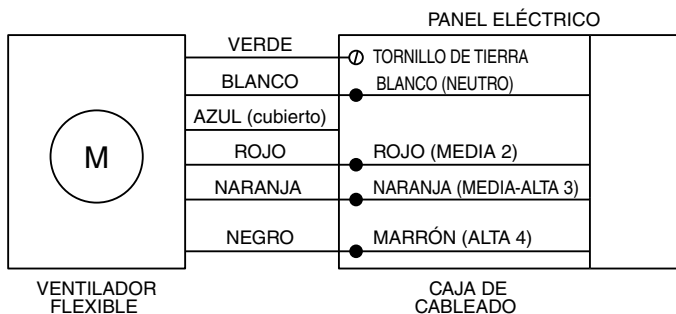 PANEL ELÉCTRICO
VERDE
TORNILLO DE TIERRA
BLANCO
BLANCO (NEUTRO)
AZUL (cubierto)
M
ROJO
ROJO (MEDIA 2)
NARANJA
NARANJA (MEDIA-ALTA 3)
NEGRO
MARRÓN (ALTA 4)
VENTILADOR
FLEXIBLE
CAJA DE
CABLEADO